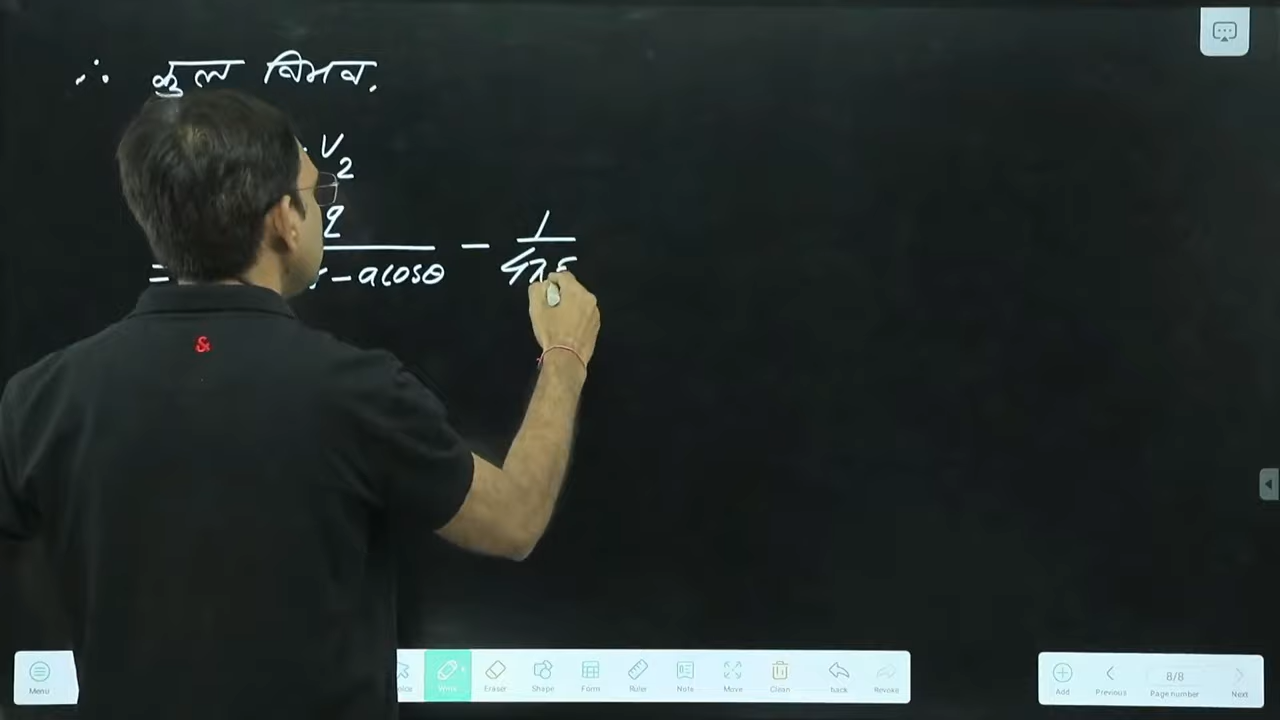 ∴ कुल विभव.
V₂
q
= r - acosθ - 1
4πε
&
Menu
Write
Eraser
Shape
Form
Ruler
Note
Move
Clean
back
Revoke
Add
Previous
8/8
Page number
Next